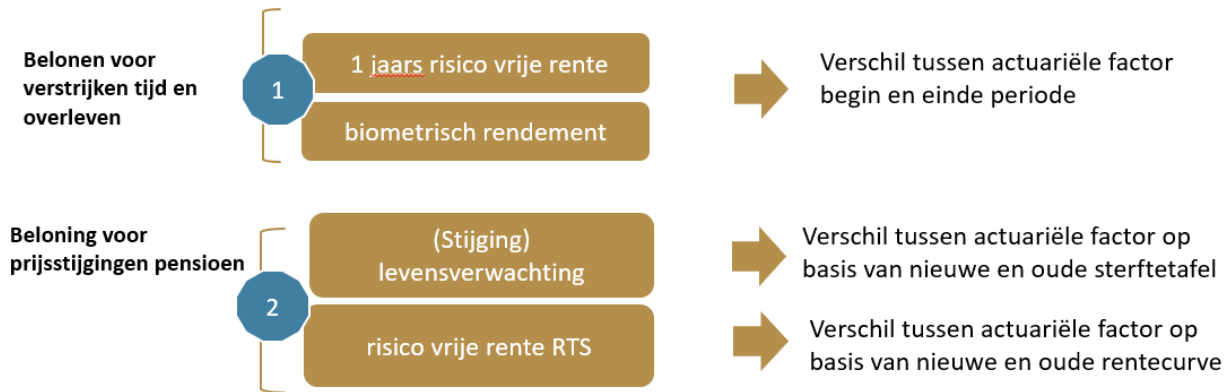 Belonen voor
verstrijken tijd en
overleven
1
1 jaars risico vrije rente
biometrisch rendement
Verschil tussen actuariële factor
begin en einde periode
Beloning voor
prijsstijgingen pensioen
2
(Stijging)
levensverwachting
risico vrije rente RTS
Verschil tussen actuariële factor op
basis van nieuwe en oude sterftetafel
Verschil tussen actuariële factor op
basis van nieuwe en oude rentecurve